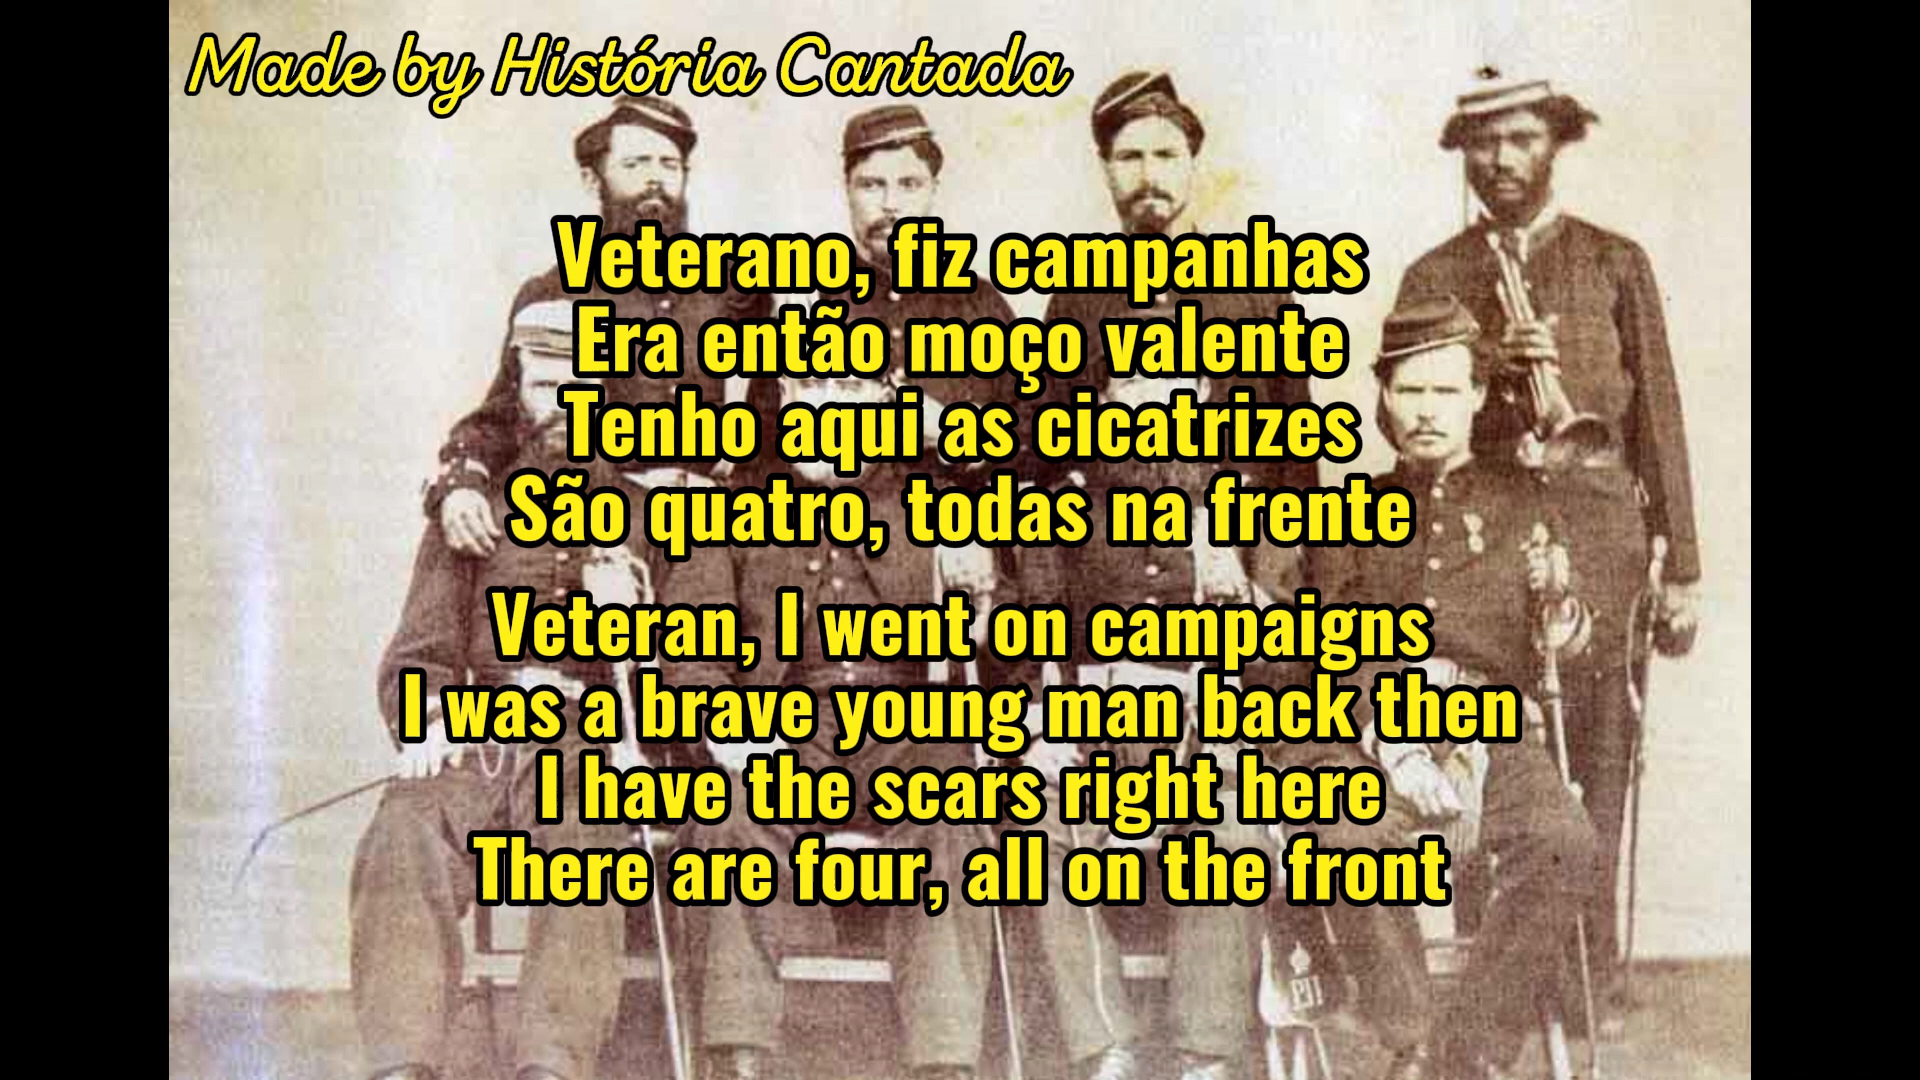 Made by História Cantada
Veterano, fiz campanhas
Era então moço valente
Tenho aqui as cicatrizes
São quatro, todas na frente
Veteran, I went on campaigns
I was a brave young man back then
I have the scars right here
There are four, all on the front